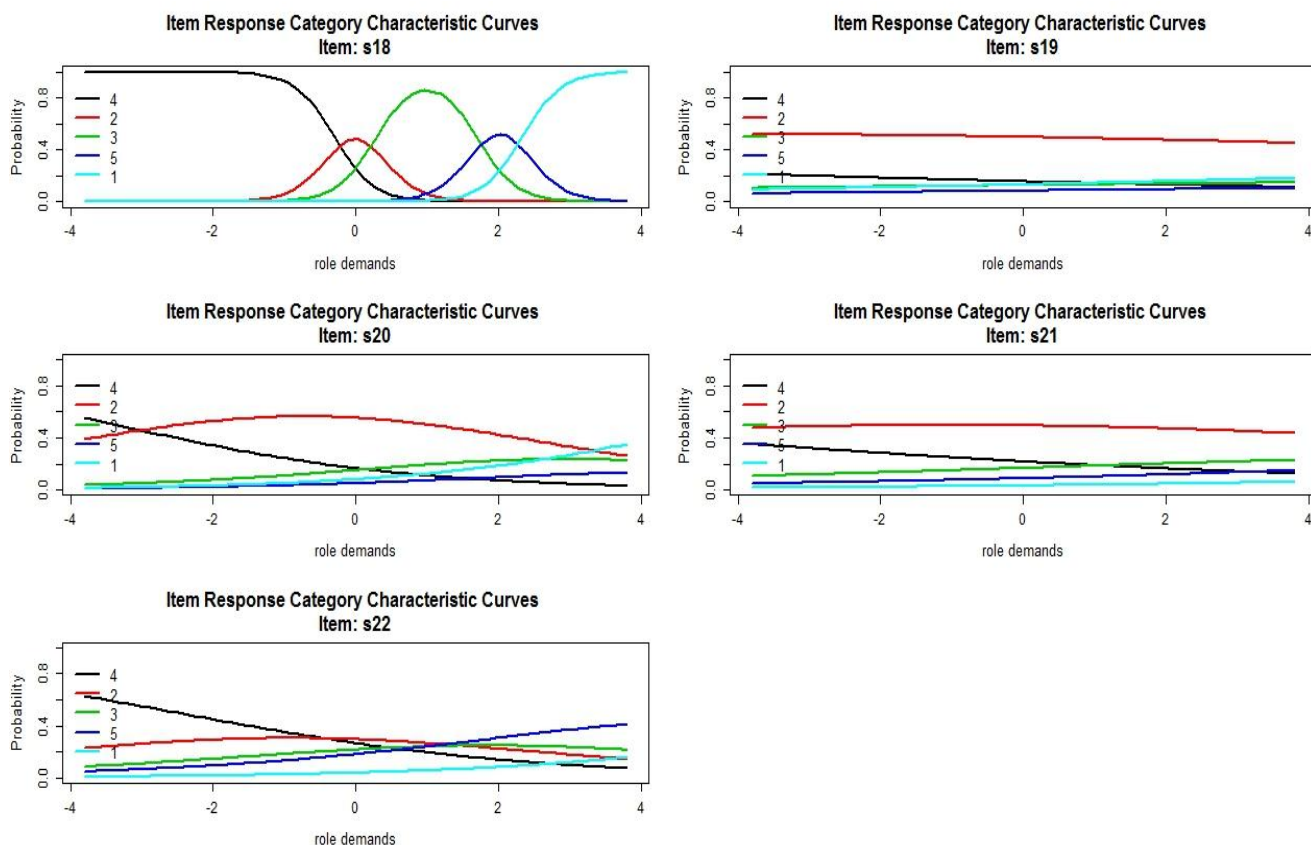 Item Response Category Characteristic Curves
Item: s18
Probability
0.8
0.4
0.0
4
2
3
5
1
-4 -2 0 2 4
role demands
Item Response Category Characteristic Curves
Item: s19
Probability
0.8
0.4
0.0
4
2
3
5
1
-4 -2 0 2 4
role demands
Item Response Category Characteristic Curves
Item: s20
Probability
0.8
0.4
0.0
4
2
3
5
1
-4 -2 0 2 4
role demands
Item Response Category Characteristic Curves
Item: s21
Probability
0.8
0.4
0.0
4
2
3
5
1
-4 -2 0 2 4
role demands
Item Response Category Characteristic Curves
Item: s22
Probability
0.8
0.4
0.0
4
2
3
5
1
-4 -2 0 2 4
role demands